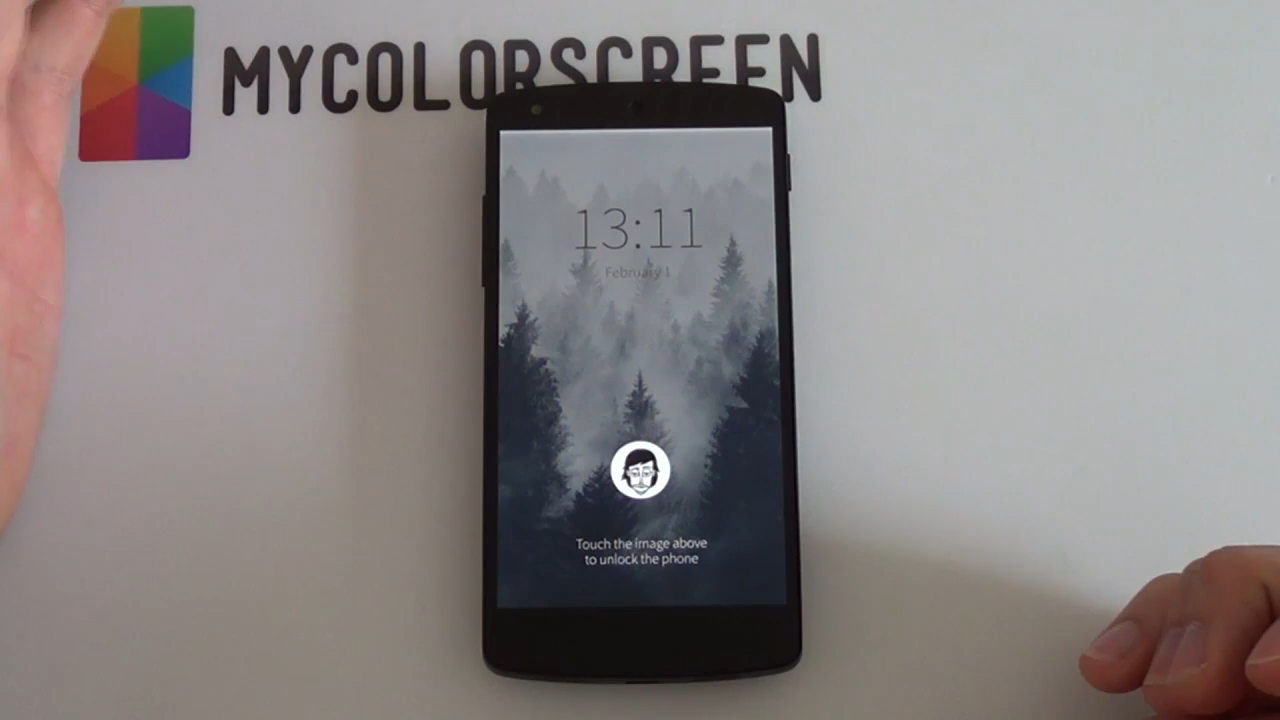 MYCOLORSCREEN
13:11
February 1
Touch the image above
to unlock the phone